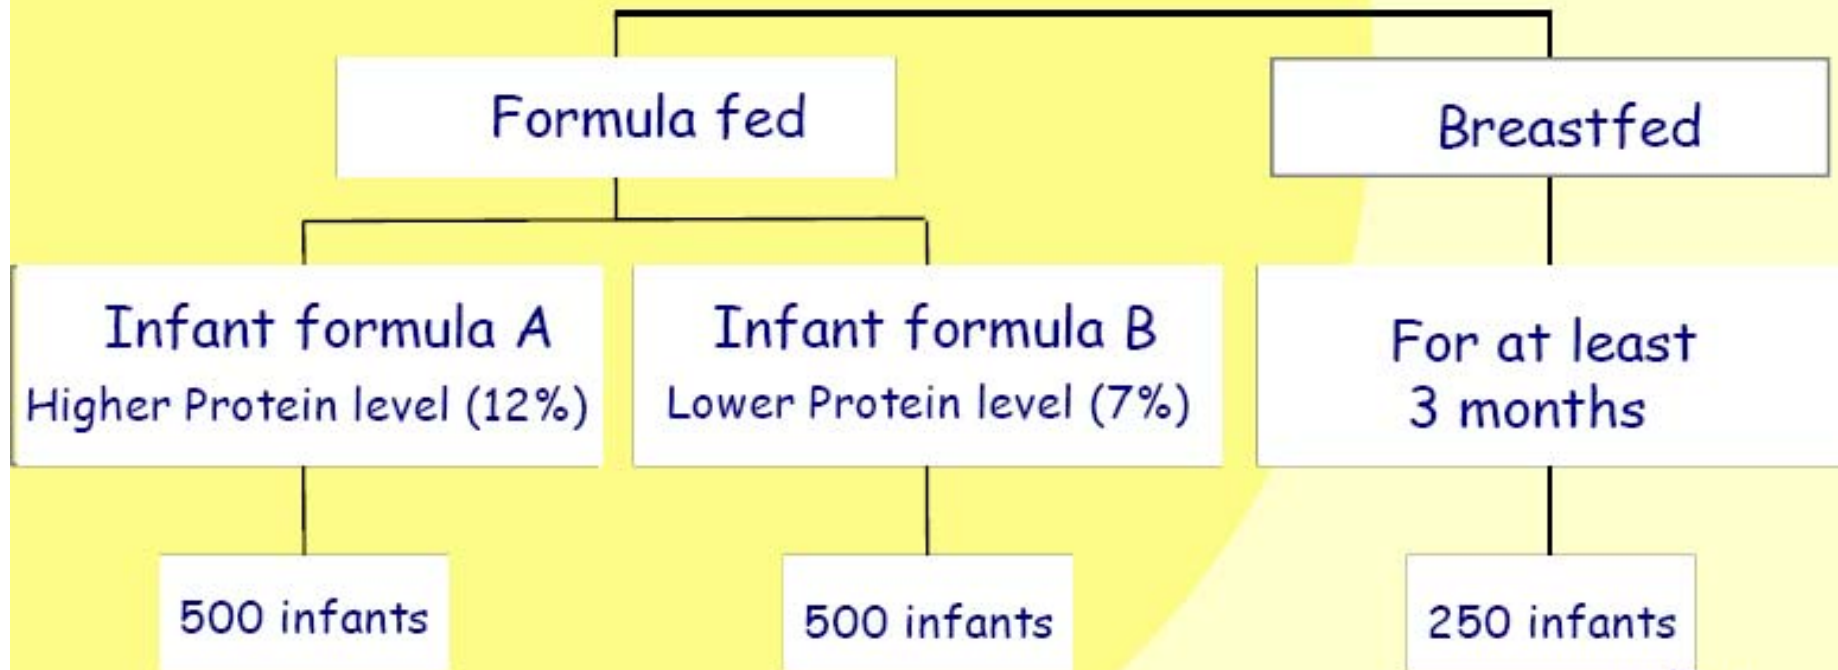 Formula fed
Breastfed
Infant formula A
Higher Protein level (12%)
Infant formula B
Lower Protein level (7%)
For at least
3 months
500 infants
500 infants
250 infants